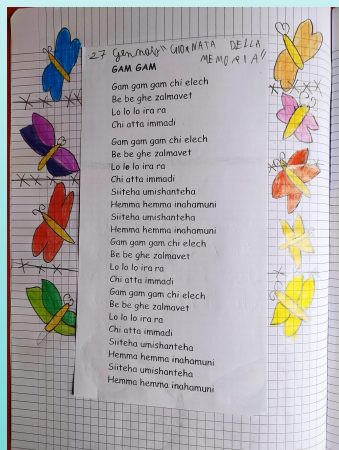 27 Gennaio "GIORNATA DELLA
MEMORIA"
GAM GAM
Gam gam gam chi elech
Be be ghe zalmavet
Lo lo lo ira ra
Chi atta immadi
Gam gam gam chi elech
Be be ghe zalmavet
Lo lo lo ira ra
Chi atta immadi
Siiteha umishanteha
Hemma hemma inahamuni
Siiteha umishanteha
Hemma hemma inahamuni
Gam gam gam chi elech
Be be ghe zalmavet
Lo lo lo ira ra
Chi atta immadi
Gam gam gam chi elech
Be be ghe zalmavet
Lo lo lo ira ra
Chi atta immadi
Siiteha umishanteha
Hemma hemma inahamuni
Siiteha umishanteha
Hemma hemma inahamuni